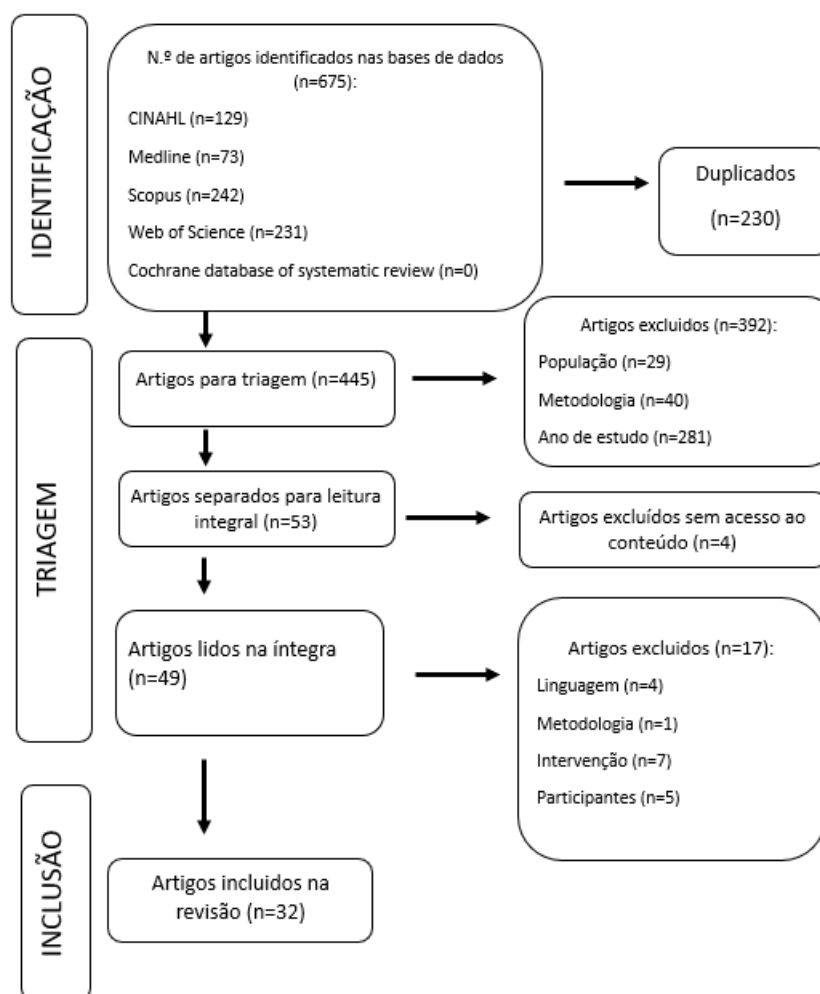 IDENTIFICAÇÃO
N.º de artigos identificados nas bases de dados
(n=675):
CINAHL (n=129)
Medline (n=73)
Scopus (n=242)
Web of Science (n=231)
Cochrane database of systematic review (n=0)
Duplicados
(n=230)
TRIAGEM
Artigos para triagem (n=445)
Artigos excluidos (n=392):
População (n=29)
Metodologia (n=40)
Ano de estudo (n=281)
Artigos separados para leitura
integral (n=53)
Artigos excluídos sem acesso ao
conteúdo (n=4)
Artigos lidos na íntegra
(n=49)
Artigos excluidos (n=17):
Linguagem (n=4)
Metodologia (n=1)
Intervenção (n=7)
Participantes (n=5)
INCLUSÃO
Artigos incluidos na
revisão (n=32)